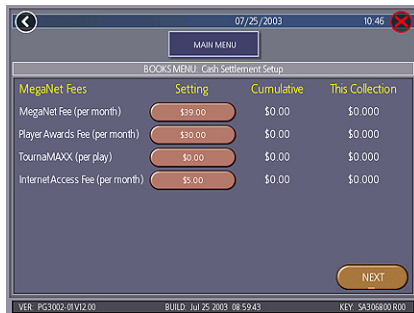 07/25/2003 10:46
MAIN MENU
BOOKS MENU: Cash Settlement Setup
MegaNet Fees Setting Cumulative This Collection
MegaNet Fee (per month) $39.00 $0.00 $0.000
Player Awards Fee (per month) $30.00 $0.00 $0.000
TournaMAXX (per play) $0.00 $0.00 $0.000
Internet Access Fee (per month) $5.00 $0.00 $0.000
NEXT
VER: PG3002-01V12.00 BUILD: Jul 25 2003 08:59:43 KEY: SA306800 R00